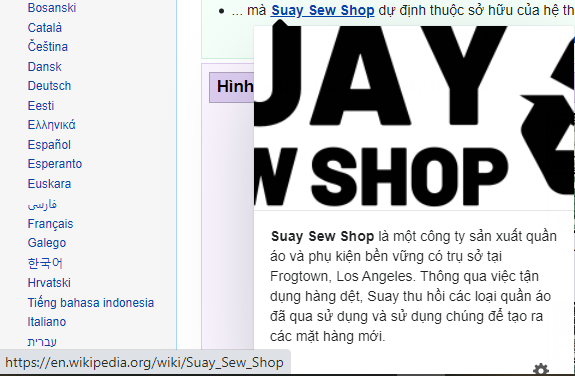 Bosanski
Català
Čeština
Dansk
Deutsch
Eesti
Ελληνικά
Español
Esperanto
Euskara
فارسی
Français
Galego
한국어
Hrvatski
Tiếng bahasa indonesia
Italiano
עברית
https://en.wikipedia.org/wiki/Suay_Sew_Shop
... mà Suay Sew Shop dự định thuộc sở hữu của hệ
Hình
UAY
W SHOP
Suay Sew Shop là một công ty sản xuất quần
áo và phụ kiện bền vững có trụ sở tại
Frogtown, Los Angeles. Thông qua việc tận
dụng hàng dệt, Suay thu hồi các loại quần áo
đã qua sử dụng và sử dụng chúng để tạo ra
các mặt hàng mới.